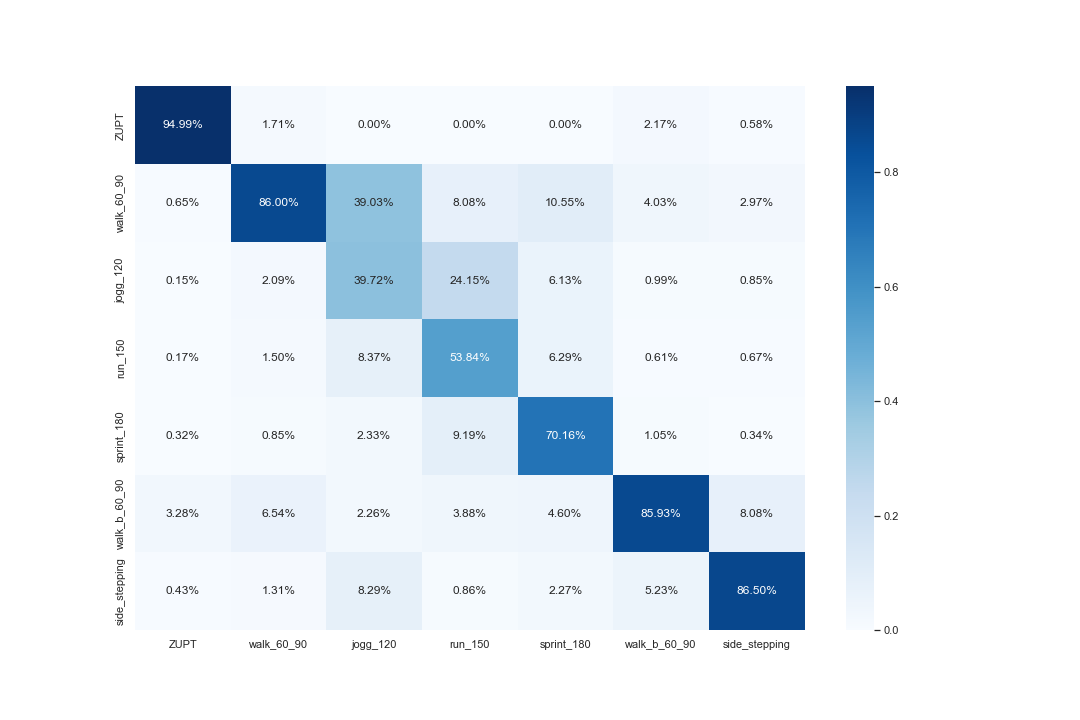 ZUPT 94.99% 1.71% 0.00% 0.00% 0.00% 2.17% 0.58%
walk_60_90 0.65% 86.00% 39.03% 8.08% 10.55% 4.03% 2.97%
jogg_120 0.15% 2.09% 39.72% 24.15% 6.13% 0.99% 0.85%
run_150 0.17% 1.50% 8.37% 53.84% 6.29% 0.61% 0.67%
sprint_180 0.32% 0.85% 2.33% 9.19% 70.16% 1.05% 0.34%
walk_b_60_90 3.28% 6.54% 2.26% 3.88% 4.60% 85.93% 8.08%
side_stepping 0.43% 1.31% 8.29% 0.86% 2.27% 5.23% 86.50%
ZUPT walk_60_90 jogg_120 run_150 sprint_180 walk_b_60_90 side_stepping
0.8
0.6
0.4
0.2
0.0